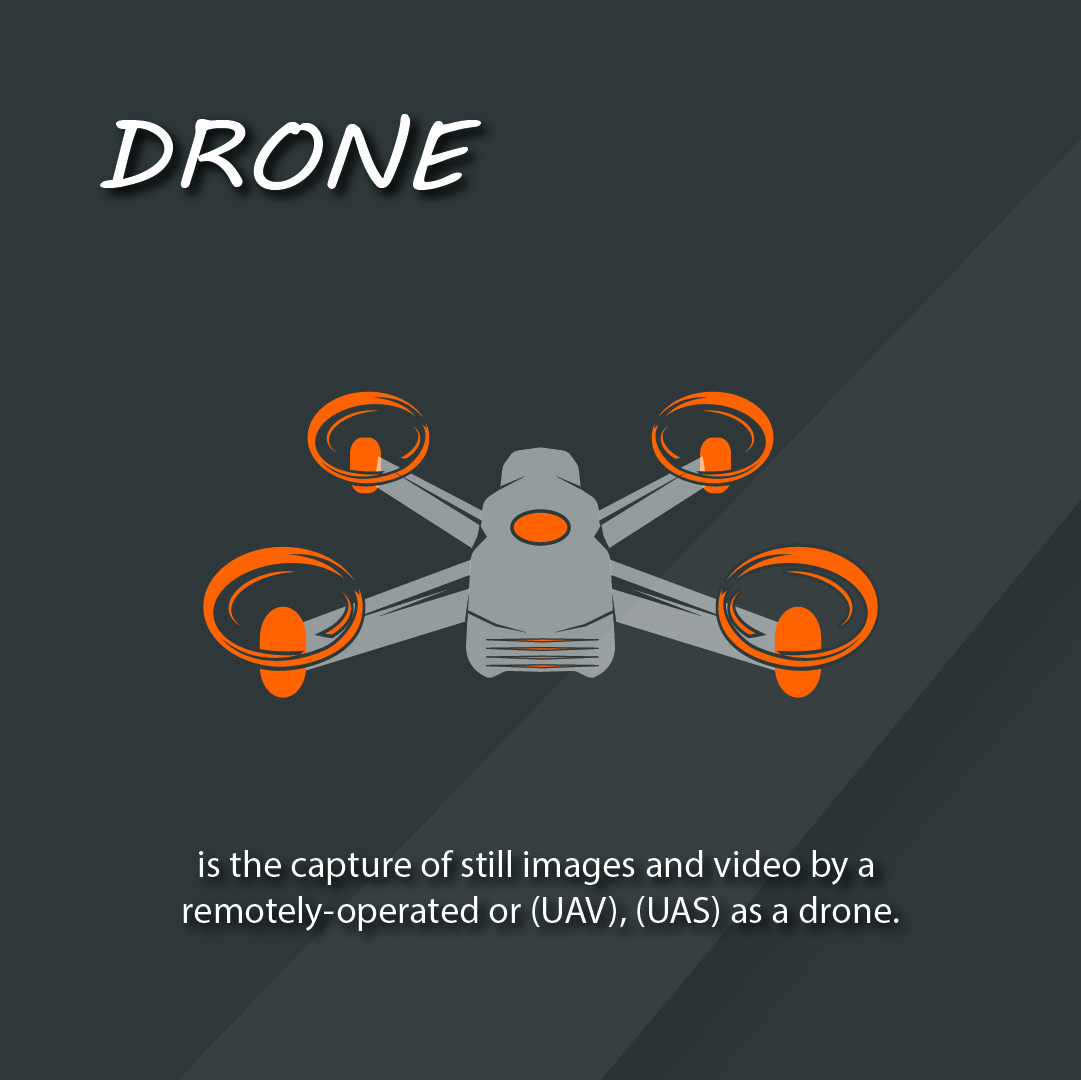 DRONE
is the capture of still images and video by a
remotely-operated or (UAV), (UAS) as a drone.